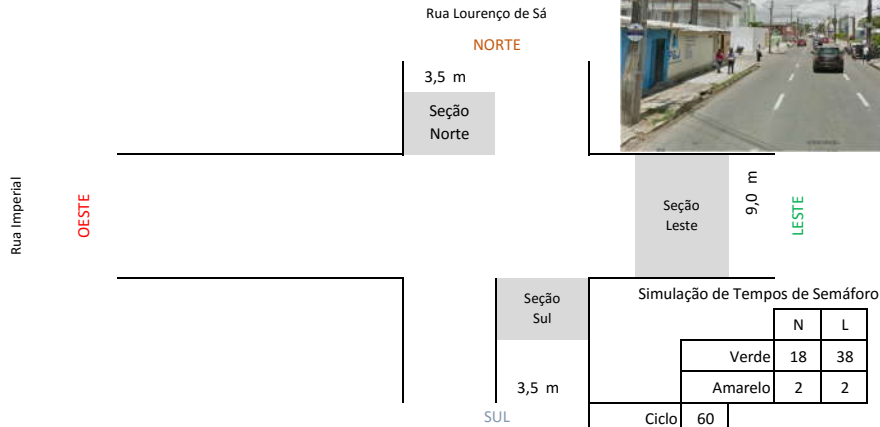 Rua Lourenço de Sá
NORTE
3,5 m
Seção
Norte
Rua Imperial
OESTE
Seção
Leste
9,0 m
LESTE
Seção
Sul
3,5 m
SUL
Simulação de Tempos de Semáforo
N L
Verde 18 38
Amarelo 2 2
Ciclo 60